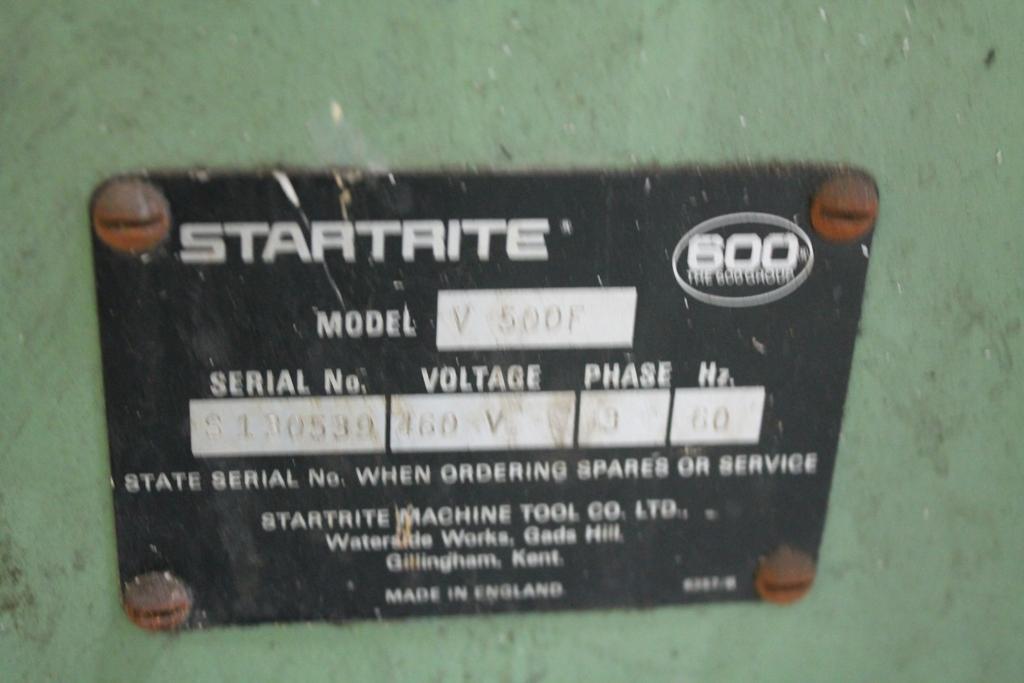 STARTRITE
600
THE 600 GROUP
MODEL V 500F
SERIAL No. VOLTAGE PHASE Hz.
S 130539 460 V 3 60
STATE SERIAL No. WHEN ORDERING SPARES OR SERVICE
STARTRITE MACHINE TOOL CO. LTD.,
Waterside Works, Gads Hill,
Gillingham, Kent.
MADE IN ENGLAND